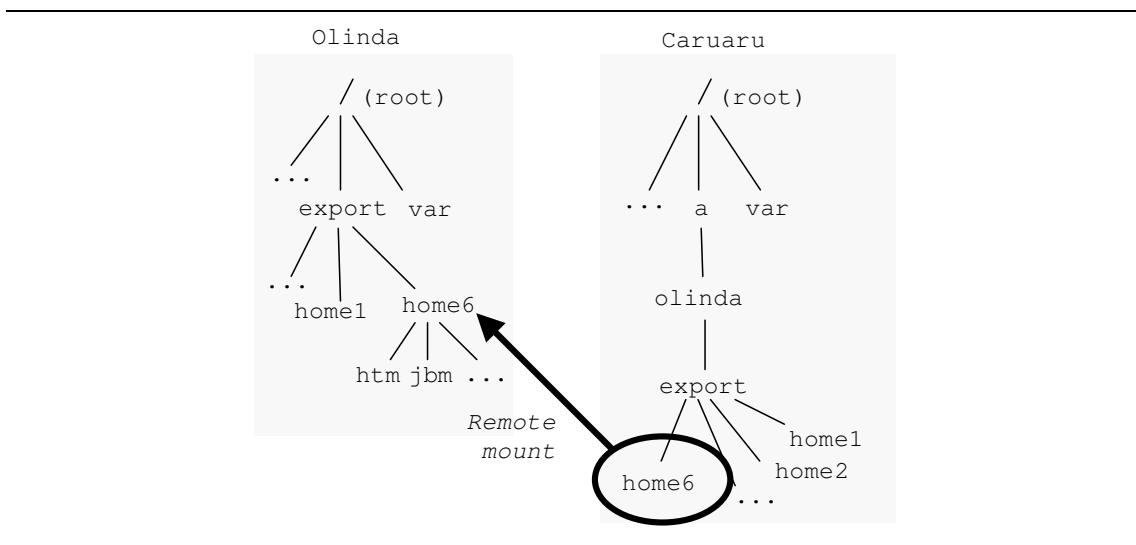 Olinda
/ (root)
...
export var
...
home1 home6
htm jbm ...
Remote
mount
Caruaru
/ (root)
... a var
olinda
export
home1
home2
home6
...